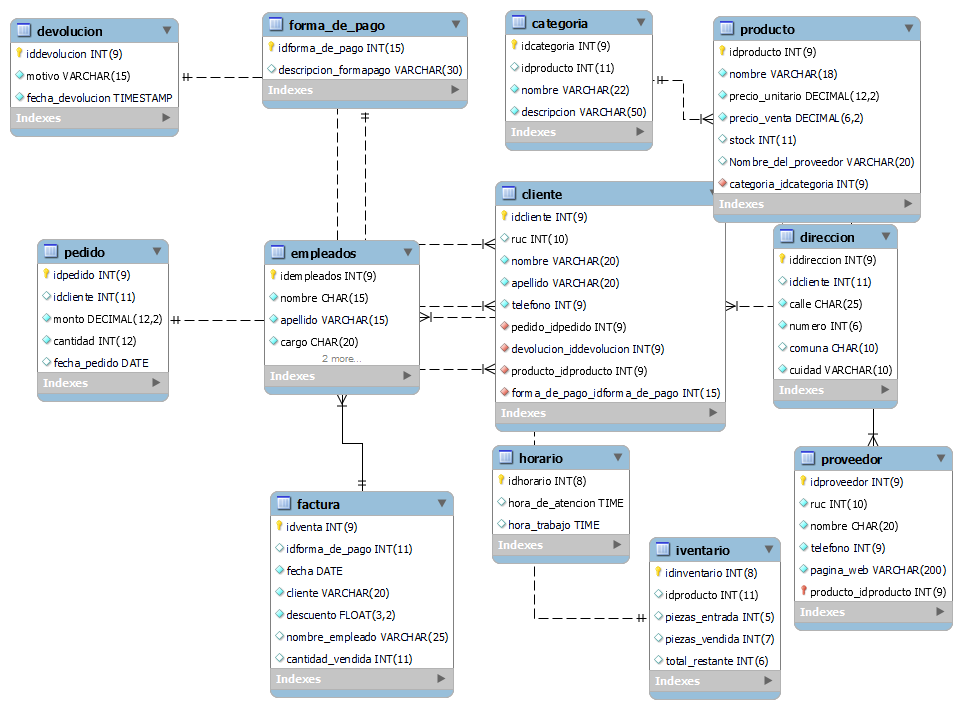 devolucion
iddevolucion INT(9)
motivo VARCHAR(15)
fecha_devolucion TIMESTAMP
Indexes
forma_de_pago
idforma_de_pago INT(15)
descripcion_formapago VARCHAR(30)
Indexes
categoria
idcategoria INT(9)
idproducto INT(11)
nombre VARCHAR(22)
descripcion VARCHAR(50)
Indexes
producto
idproducto INT(9)
nombre VARCHAR(18)
precio_unitario DECIMAL(12,2)
precio_venta DECIMAL(6,2)
stock INT(11)
Nombre_del_proveedor VARCHAR(20)
categoria_idcategoria INT(9)
Indexes
pedido
idpedido INT(9)
idcliente INT(11)
monto DECIMAL(12,2)
cantidad INT(12)
fecha_pedido DATE
Indexes
empleados
idempleados INT(9)
nombre CHAR(15)
apellido VARCHAR(15)
cargo CHAR(20)
2 more...
Indexes
cliente
idcliente INT(9)
ruc INT(10)
nombre VARCHAR(20)
apellido VARCHAR(20)
telefono INT(9)
pedido_idpedido INT(9)
devolucion_iddevolucion INT(9)
producto_idproducto INT(9)
forma_de_pago_idforma_de_pago INT(15)
Indexes
direccion
iddireccion INT(9)
idcliente INT(11)
calle CHAR(25)
numero INT(6)
comuna CHAR(10)
cuidad VARCHAR(10)
Indexes
factura
idventa INT(9)
idforma_de_pago INT(11)
fecha DATE
cliente VARCHAR(20)
descuento FLOAT(3,2)
nombre_empleado VARCHAR(25)
cantidad_vendida INT(11)
Indexes
horario
idhorario INT(8)
hora_de_atencion TIME
hora_trabajo TIME
Indexes
iventario
idinventario INT(8)
idproducto INT(11)
piezas_entrada INT(5)
piezas_vendida INT(7)
total_restante INT(6)
Indexes
proveedor
idproveedor INT(9)
ruc INT(10)
nombre CHAR(20)
telefono INT(9)
pagina_web VARCHAR(200)
producto_idproducto INT(9)
Indexes